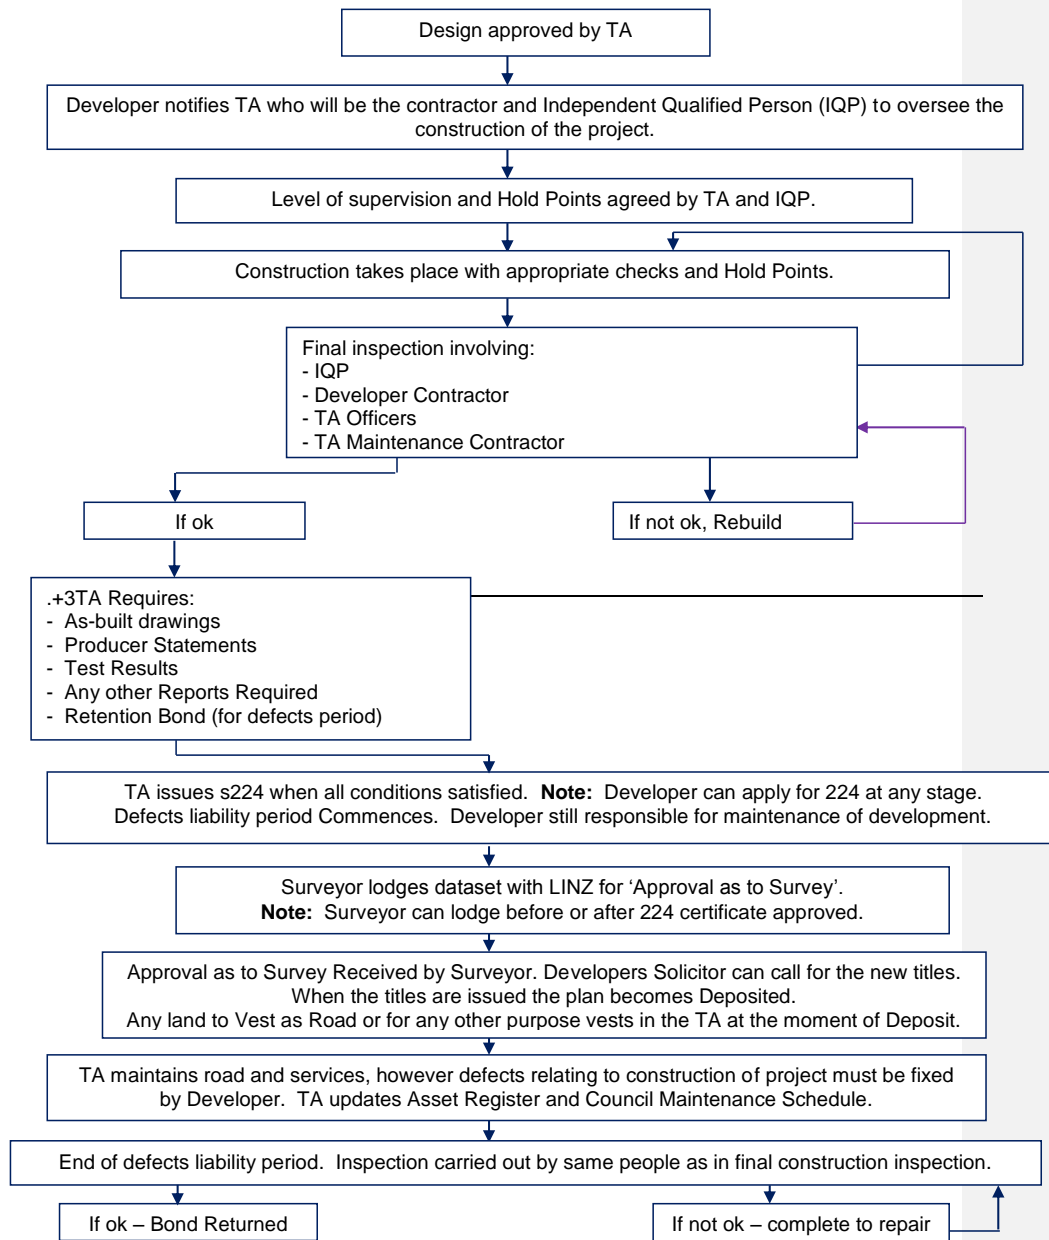 Design approved by TA
Developer notifies TA who will be the contractor and Independent Qualified Person (IQP) to oversee the
construction of the project.
Level of supervision and Hold Points agreed by TA and IQP.
Construction takes place with appropriate checks and Hold Points.
Final inspection involving:
- IQP
- Developer Contractor
- TA Officers
- TA Maintenance Contractor
If ok
If not ok, Rebuild
.+3TA Requires:
- As-built drawings
- Producer Statements
- Test Results
- Any other Reports Required
- Retention Bond (for defects period)
TA issues s224 when all conditions satisfied. Note: Developer can apply for 224 at any stage.
Defects liability period Commences. Developer still responsible for maintenance of development.
Surveyor lodges dataset with LINZ for ‘Approval as to Survey’.
Note: Surveyor can lodge before or after 224 certificate approved.
Approval as to Survey Received by Surveyor. Developers Solicitor can call for the new titles.
When the titles are issued the plan becomes Deposited.
Any land to Vest as Road or for any other purpose vests in the TA at the moment of Deposit.
TA maintains road and services, however defects relating to construction of project must be fixed
by Developer. TA updates Asset Register and Council Maintenance Schedule.
End of defects liability period. Inspection carried out by same people as in final construction inspection.
If ok – Bond Returned
If not ok – complete to repair